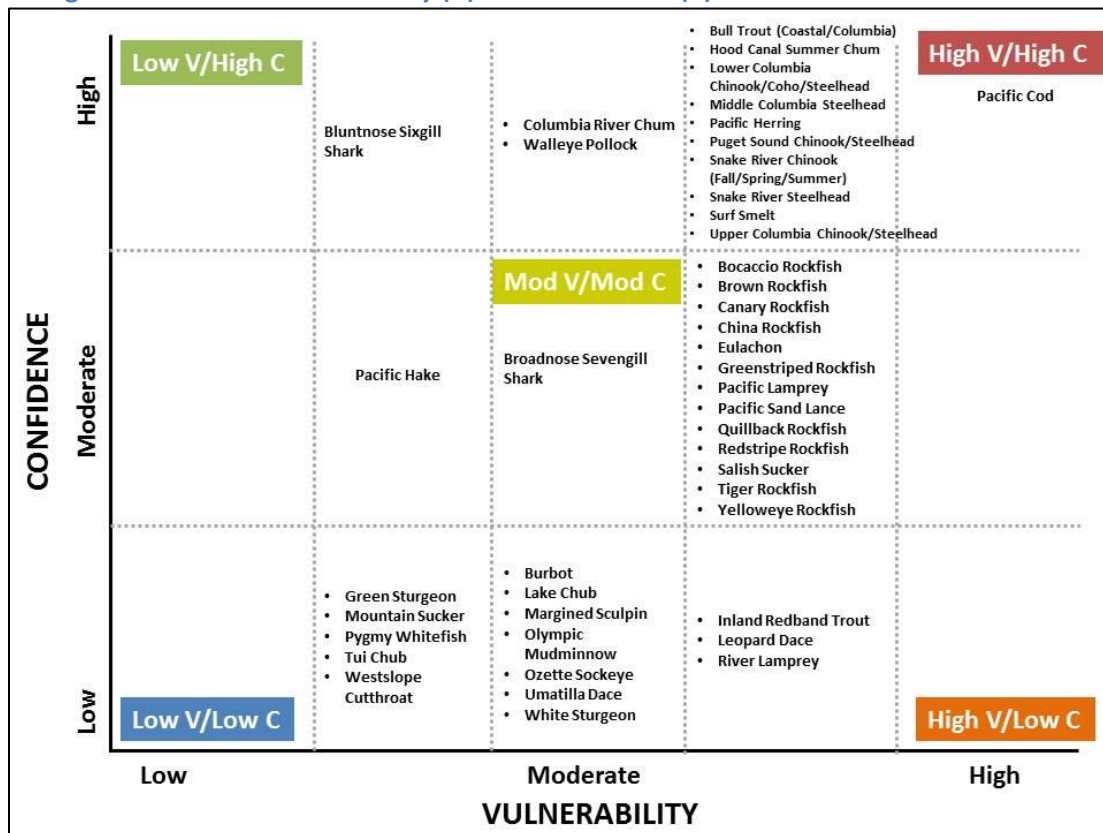 Low V/High C
High V/High C
Pacific Cod
High
Bluntnose Sixgill
Shark
• Columbia River Chum
• Walleye Pollock
• Bull Trout (Coastal/Columbia)
• Hood Canal Summer Chum
• Lower Columbia
Chinook/Coho/Steelhead
• Middle Columbia Steelhead
• Pacific Herring
• Puget Sound Chinook/Steelhead
• Snake River Chinook
(Fall/Spring/Summer)
• Snake River Steelhead
• Surf Smelt
• Upper Columbia Chinook/Steelhead
CONFIDENCE
Moderate
Pacific Hake
Mod V/Mod C
Broadnose Sevengill
Shark
• Bocaccio Rockfish
• Brown Rockfish
• Canary Rockfish
• China Rockfish
• Eulachon
• Greenstriped Rockfish
• Pacific Lamprey
• Pacific Sand Lance
• Quillback Rockfish
• Redstripe Rockfish
• Salish Sucker
• Tiger Rockfish
• Yelloweye Rockfish
Low
Low V/Low C
• Green Sturgeon
• Mountain Sucker
• Pygmy Whitefish
• Tui Chub
• Westslope
Cutthroat
• Burbot
• Lake Chub
• Margined Sculpin
• Olympic
Mudminnow
• Ozette Sockeye
• Umatilla Dace
• White Sturgeon
• Inland Redband Trout
• Leopard Dace
• River Lamprey
High V/Low C
Low
Moderate
High
VULNERABILITY